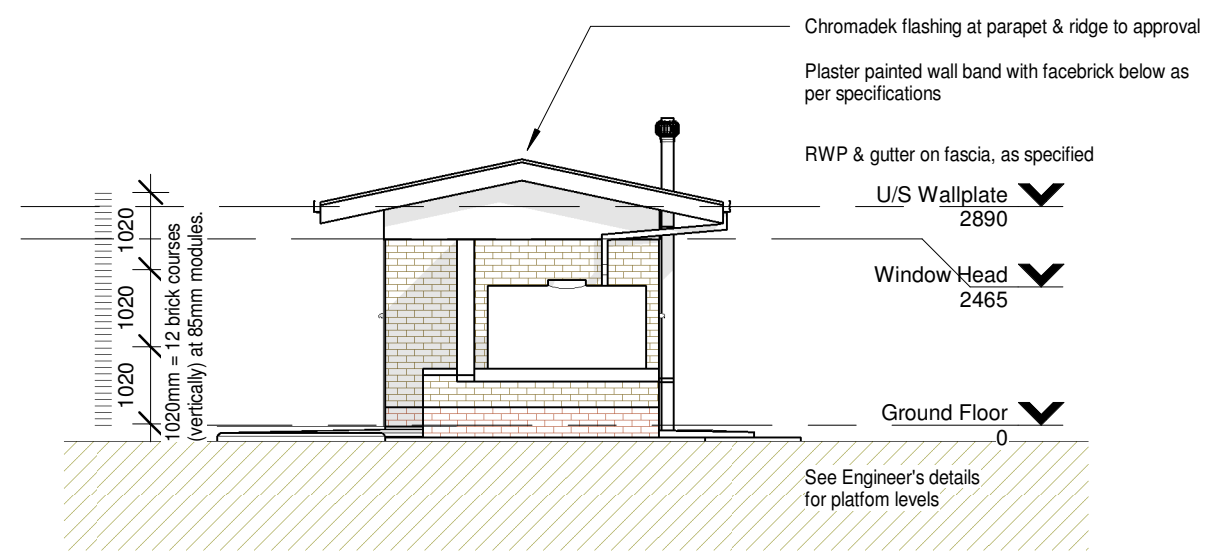 Chromadek flashing at parapet & ridge to approval
Plaster painted wall band with facebrick below as
per specifications
RWP & gutter on fascia, as specified
U/S Wallplate
2890
Window Head
2465
Ground Floor
0
See Engineer's details
for platfom levels
1020
1020
1020
1020mm = 12 brick courses
(vertically) at 85mm modules.